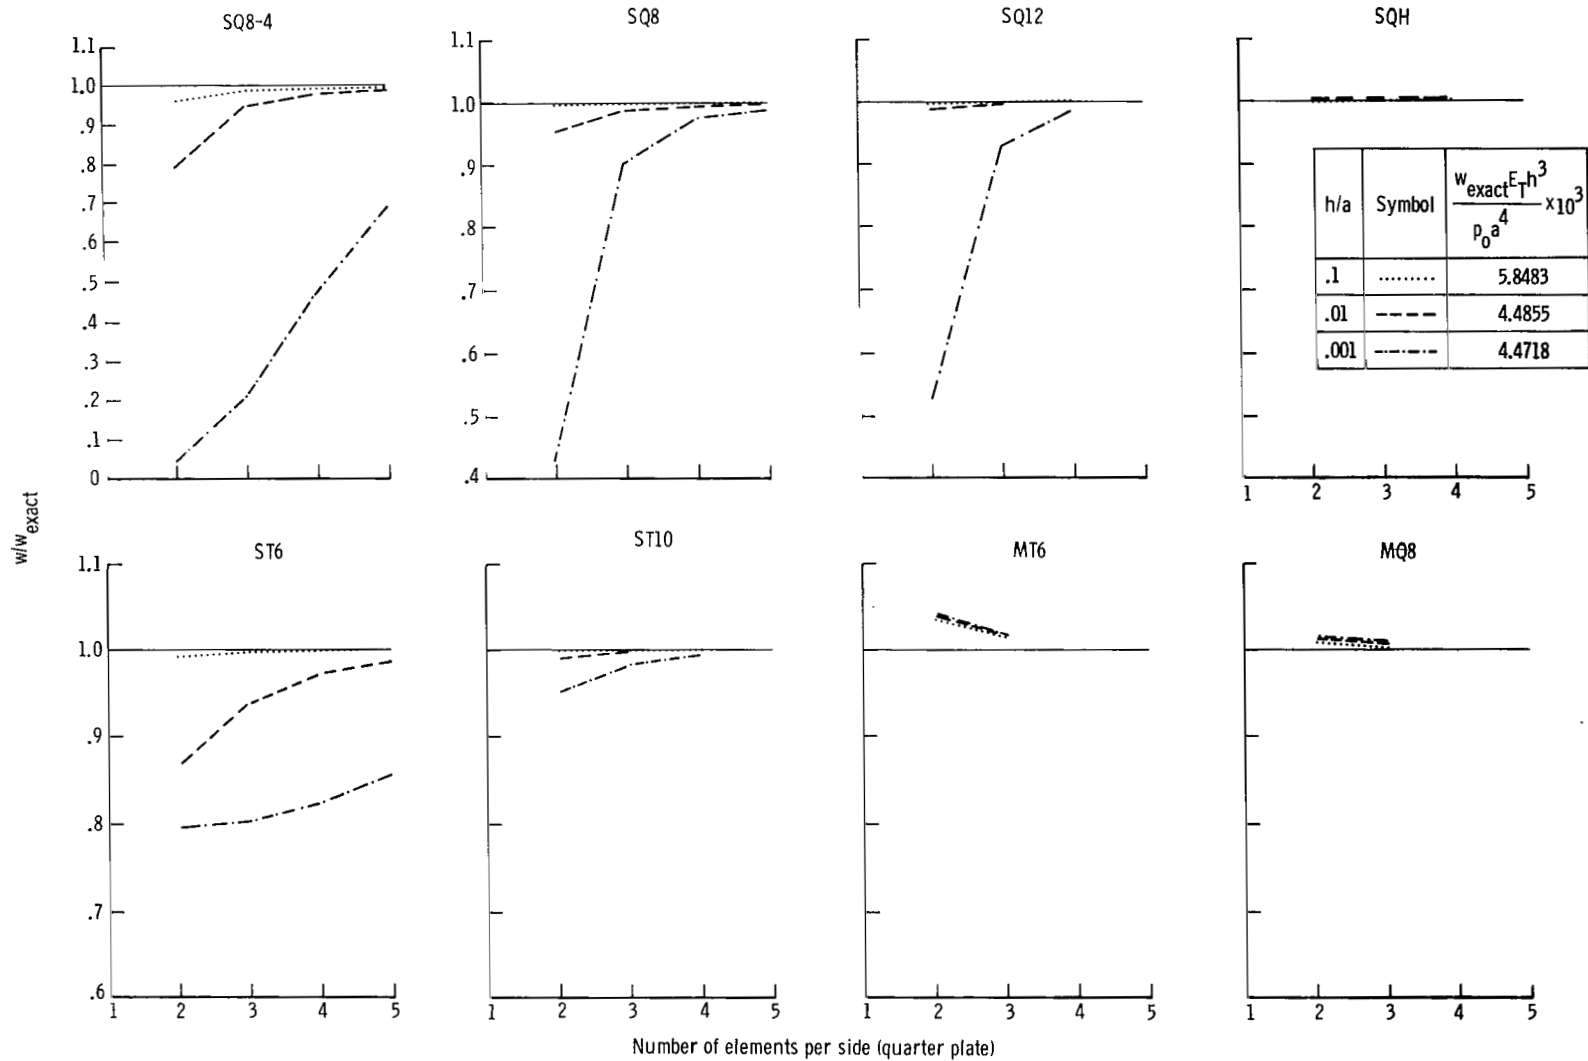 SQ8-4
SQ8
SQ12
SQH
1.1
1.0
.9
.8
.7
.6
.5
.4
.3
.2
.1
0
1.1
1.0
.9
.8
.7
.6
.5
.4
1 2 3 4 5
h/a Symbol w_exact E_T h^3 / p_o a^4 ×10^3
.1 5.8483
.01 4.4855
.001 4.4718
w/w_exact
ST6
ST10
MT6
MQ8
1.1
1.0
.9
.8
.7
.6
1 2 3 4 5
1 2 3 4 5
1 2 3 4 5
1 2 3 4 5
Number of elements per side (quarter plate)